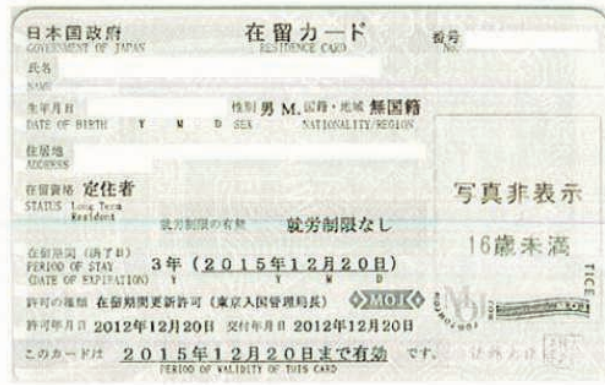 日本国政府 在留カード 番号
GOVERNMENT OF JAPAN RESIDENCE CARD NO.
氏名
NAME
生年月日 性別 男 M. 国籍・地域 無国籍
DATE OF BIRTH Y M D SEX NATIONALITY/REGION
住居地
ADDRESS
在留資格 定住者
STATUS Long Term
Resident
写真非表示
就労制限の有無 就労制限なし
16歳未満
在留期間(満了日)
PERIOD OF STAY 3年(2015年12月20日)
(DATE OF EXPIRATION) Y Y M D
許可の種類 在留期間更新許可(東京入国管理局長) MOJ
許可年月日 2012年12月20日 交付年月日 2012年12月20日
このカードは 2015年12月20日まで有効 です。
PERIOD OF VALIDITY OF THIS CARD